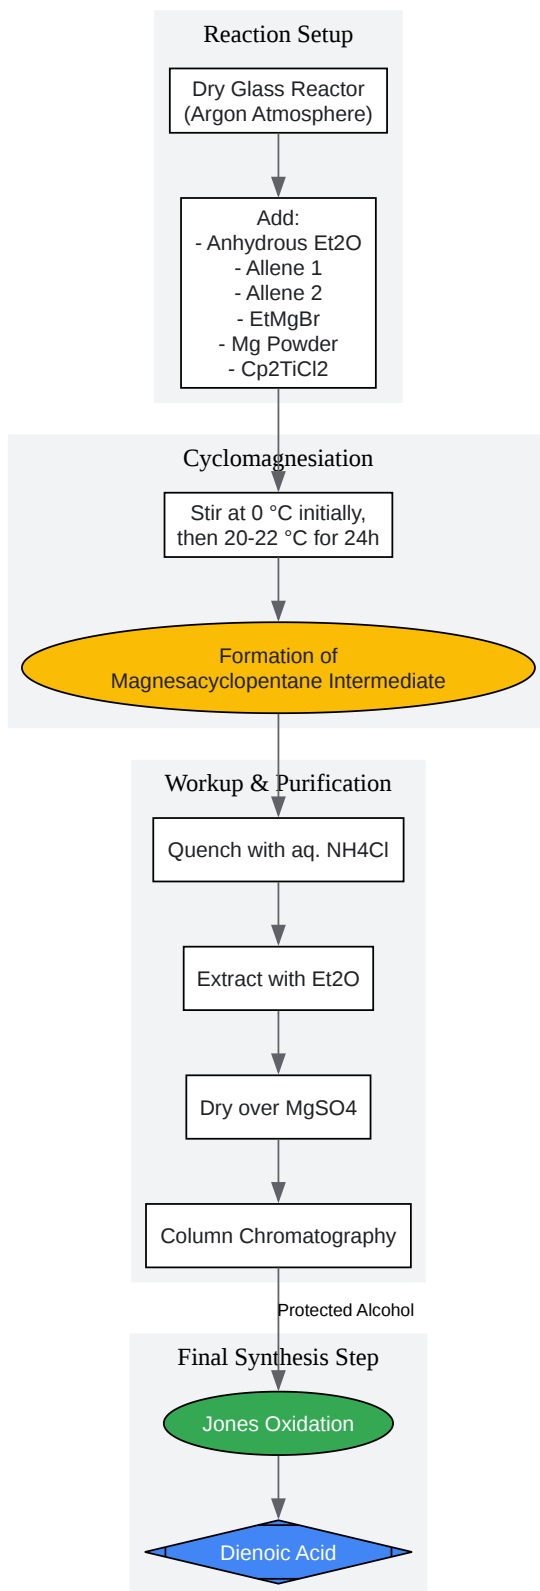 Reaction Setup
Dry Glass Reactor
(Argon Atmosphere)
Add:
- Anhydrous Et2O
- Allene 1
- Allene 2
- EtMgBr
- Mg Powder
- Cp2TiCl2
Cyclomagnesiation
Stir at 0 °C initially,
then 20-22 °C for 24h
Formation of
Magnesacyclopentane Intermediate
Workup & Purification
Quench with aq. NH4Cl
Extract with Et2O
Dry over MgSO4
Column Chromatography
Protected Alcohol
Final Synthesis Step
Jones Oxidation
Dienoic Acid